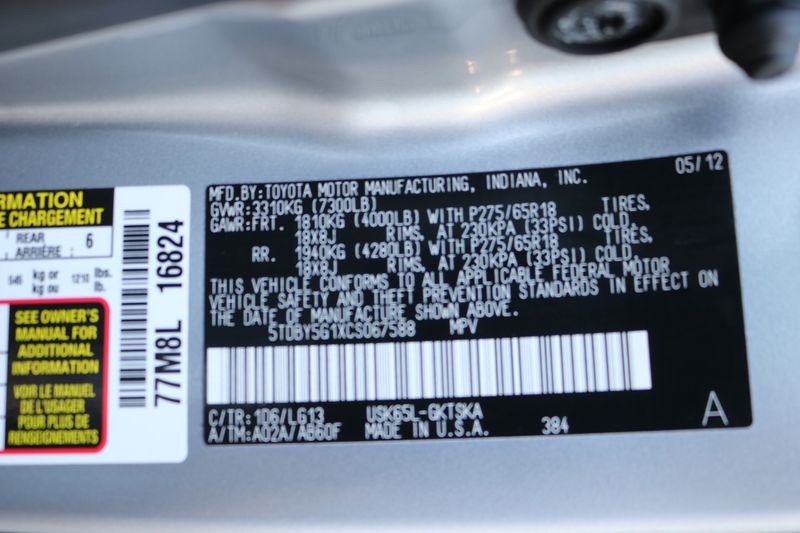 RMATION
E CHARGEMENT
REAR
ARRIÈRE: 6
545 kg or 1210 lbs.
kg ou lb.
SEE OWNER'S
MANUAL FOR
ADDITIONAL
INFORMATION
VOIR LE MANUEL
DE L'USAGER
POUR PLUS DE
RENSEIGNEMENTS
77M8L 16824
05/12
MFD.BY:TOYOTA MOTOR MANUFACTURING, INDIANA, INC.
GVWR:3310KG (7300LB)
GAWR:FRT. 1810KG (4000LB) WITH P275/65R18 TIRES,
18X8J RIMS, AT 230KPA (33PSI) COLD.
RR. 1940KG (4280LB) WITH P275/65R18 TIRES,
18X8J RIMS, AT 230KPA (33PSI) COLD.
THIS VEHICLE CONFORMS TO ALL APPLICABLE FEDERAL MOTOR
VEHICLE SAFETY AND THEFT PREVENTION STANDARDS IN EFFECT ON
THE DATE OF MANUFACTURE SHOWN ABOVE.
5TDBY5G1XCS067588 MPV
C/TR:1D6/LG13 USK65L-GKTSKA
A/TM:A02A/AB60F MADE IN U.S.A. 384
A